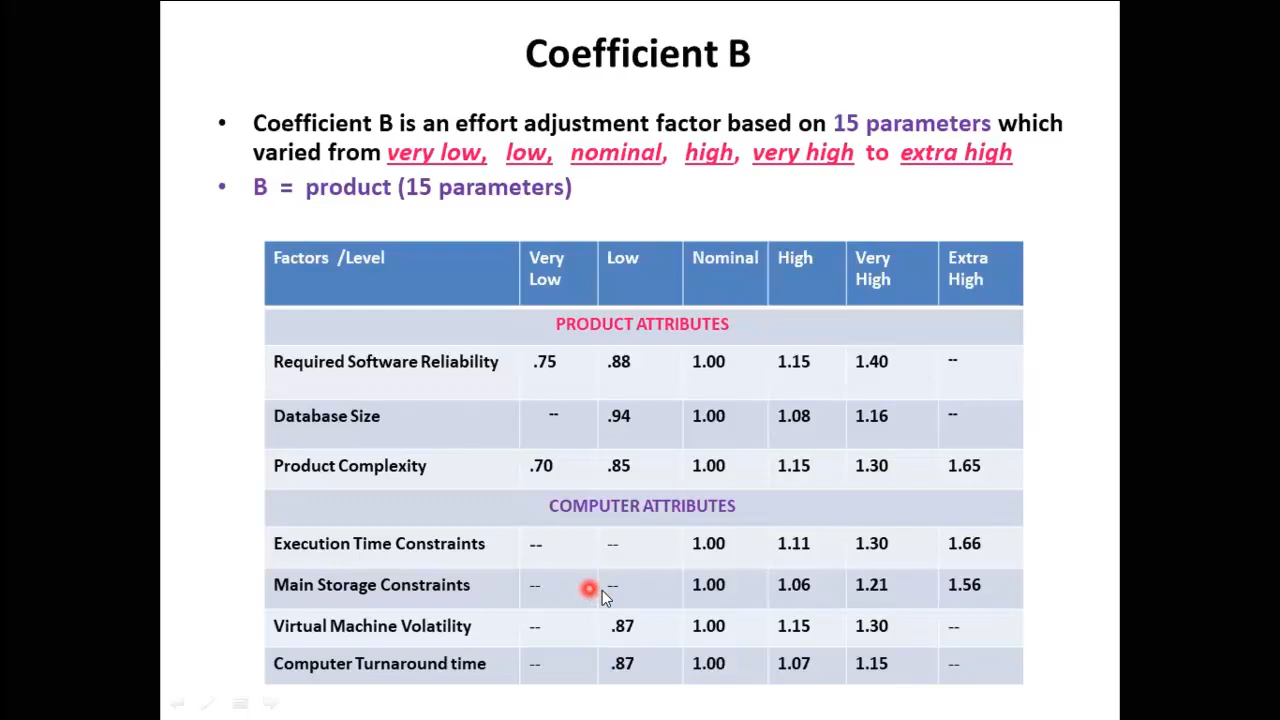 Coefficient B
• Coefficient B is an effort adjustment factor based on 15 parameters which
varied from very low, low, nominal, high, very high to extra high
• B = product (15 parameters)
Factors /Level Very Low Low Nominal High Very High Extra High
PRODUCT ATTRIBUTES
Required Software Reliability .75 .88 1.00 1.15 1.40 --
Database Size -- .94 1.00 1.08 1.16 --
Product Complexity .70 .85 1.00 1.15 1.30 1.65
COMPUTER ATTRIBUTES
Execution Time Constraints -- -- 1.00 1.11 1.30 1.66
Main Storage Constraints -- -- 1.00 1.06 1.21 1.56
Virtual Machine Volatility -- .87 1.00 1.15 1.30 --
Computer Turnaround time -- .87 1.00 1.07 1.15 --